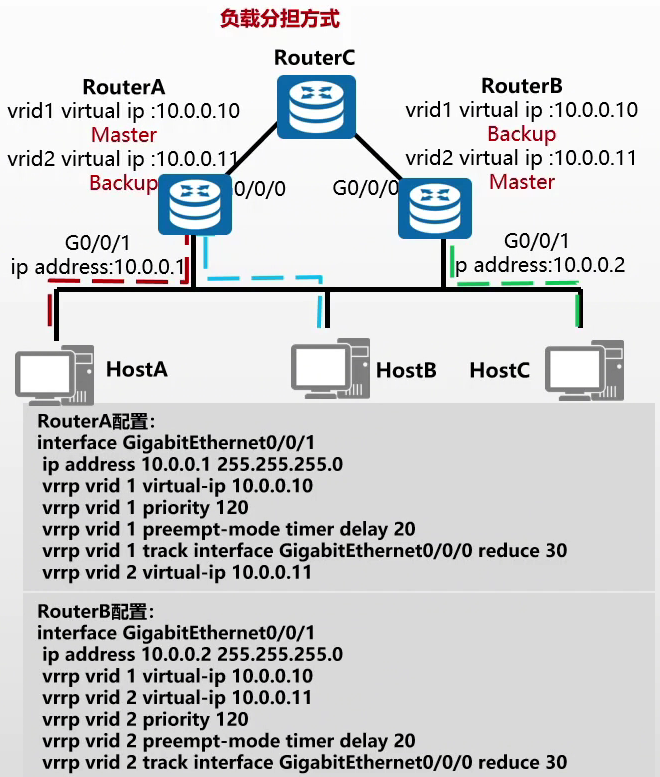 负载分担方式
RouterC
RouterA
vrid1 virtual ip :10.0.0.10
Master
vrid2 virtual ip :10.0.0.11
Backup
RouterB
vrid1 virtual ip :10.0.0.10
Backup
vrid2 virtual ip :10.0.0.11
Master
0/0/0
G0/0/0
G0/0/1
ip address:10.0.0.1
G0/0/1
p address:10.0.0.2
HostA
HostB
HostC
RouterA配置：
interface GigabitEthernet0/0/1
ip address 10.0.0.1 255.255.255.0
vrrp vrid 1 virtual-ip 10.0.0.10
vrrp vrid 1 priority 120
vrrp vrid 1 preempt-mode timer delay 20
vrrp vrid 1 track interface GigabitEthernet0/0/0 reduce 30
vrrp vrid 2 virtual-ip 10.0.0.11
RouterB配置：
interface GigabitEthernet0/0/1
ip address 10.0.0.2 255.255.255.0
vrrp vrid 1 virtual-ip 10.0.0.10
vrrp vrid 2 virtual-ip 10.0.0.11
vrrp vrid 2 priority 120
vrrp vrid 2 preempt-mode timer delay 20
vrrp vrid 2 track interface GigabitEthernet0/0/0 reduce 30